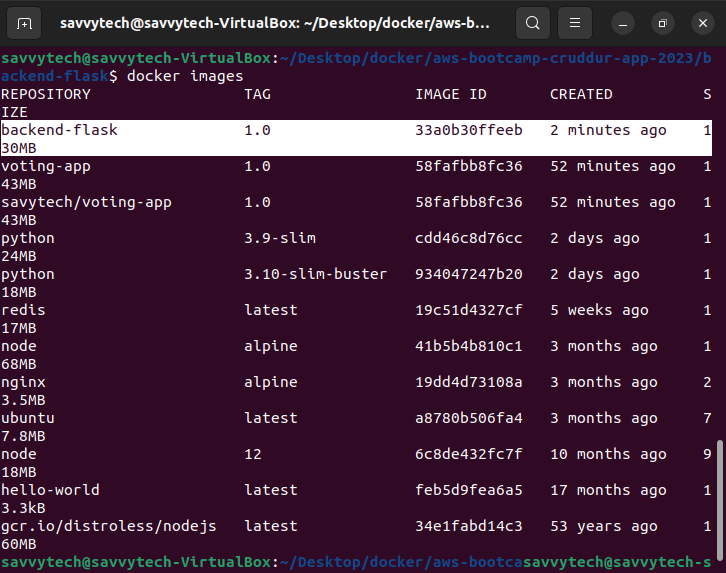 savvytech@savvytech-VirtualBox: ~/Desktop/docker/aws-b...
savvytech@savvytech-VirtualBox:~/Desktop/docker/aws-bootcamp-cruddur-app-2023/b
ackend-flask$ docker images
REPOSITORY                 TAG                IMAGE ID       CREATED          S
IZE
backend-flask              1.0                33a0b30ffeeb   2 minutes ago    1
30MB
voting-app                 1.0                58fafbb8fc36   52 minutes ago   1
43MB
savytech/voting-app        1.0                58fafbb8fc36   52 minutes ago   1
43MB
python                     3.9-slim           cdd46c8d76cc   2 days ago       1
24MB
python                     3.10-slim-buster   934047247b20   2 days ago       1
18MB
redis                      latest             19c51d4327cf   5 weeks ago      1
17MB
node                       alpine             41b5b4b810c1   3 months ago     1
68MB
nginx                      alpine             19dd4d73108a   3 months ago     2
3.5MB
ubuntu                     latest             a8780b506fa4   3 months ago     7
7.8MB
node                       12                 6c8de432fc7f   10 months ago    9
18MB
hello-world                latest             feb5d9fea6a5   17 months ago    1
3.3kB
gcr.io/distroless/nodejs   latest             34e1fabd14c3   53 years ago     1
60MB
savvytech@savvytech-VirtualBox:~/Desktop/docker/aws-bootcasavvytech@savvytech-s